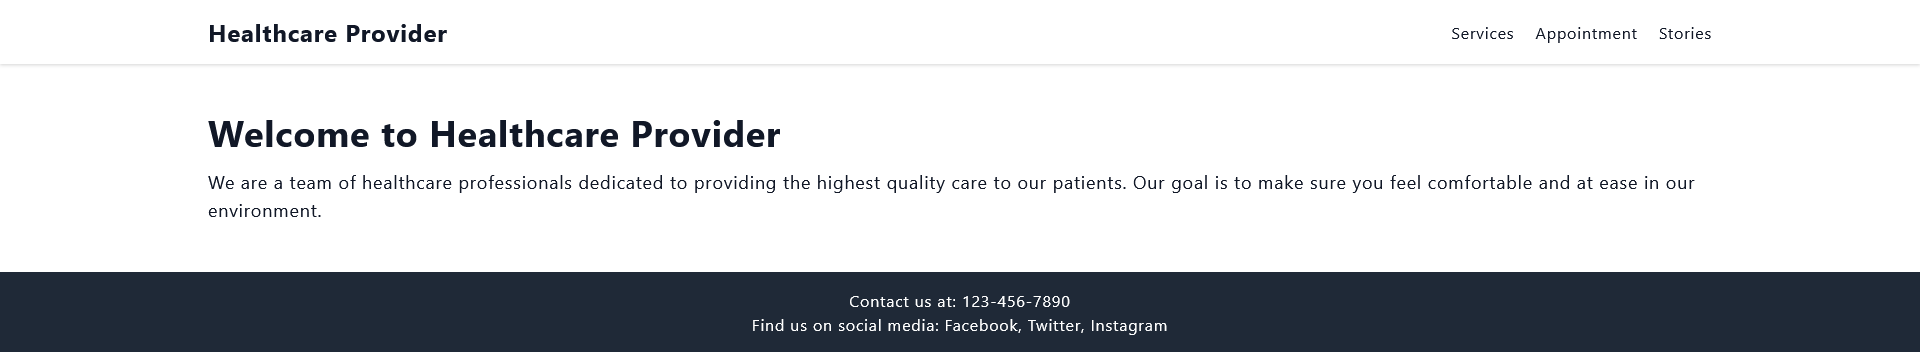 Healthcare Provider
Services Appointment Stories
Welcome to Healthcare Provider
We are a team of healthcare professionals dedicated to providing the highest quality care to our patients. Our goal is to make sure you feel comfortable and at ease in our
environment.
Contact us at: 123-456-7890
Find us on social media: Facebook, Twitter, Instagram